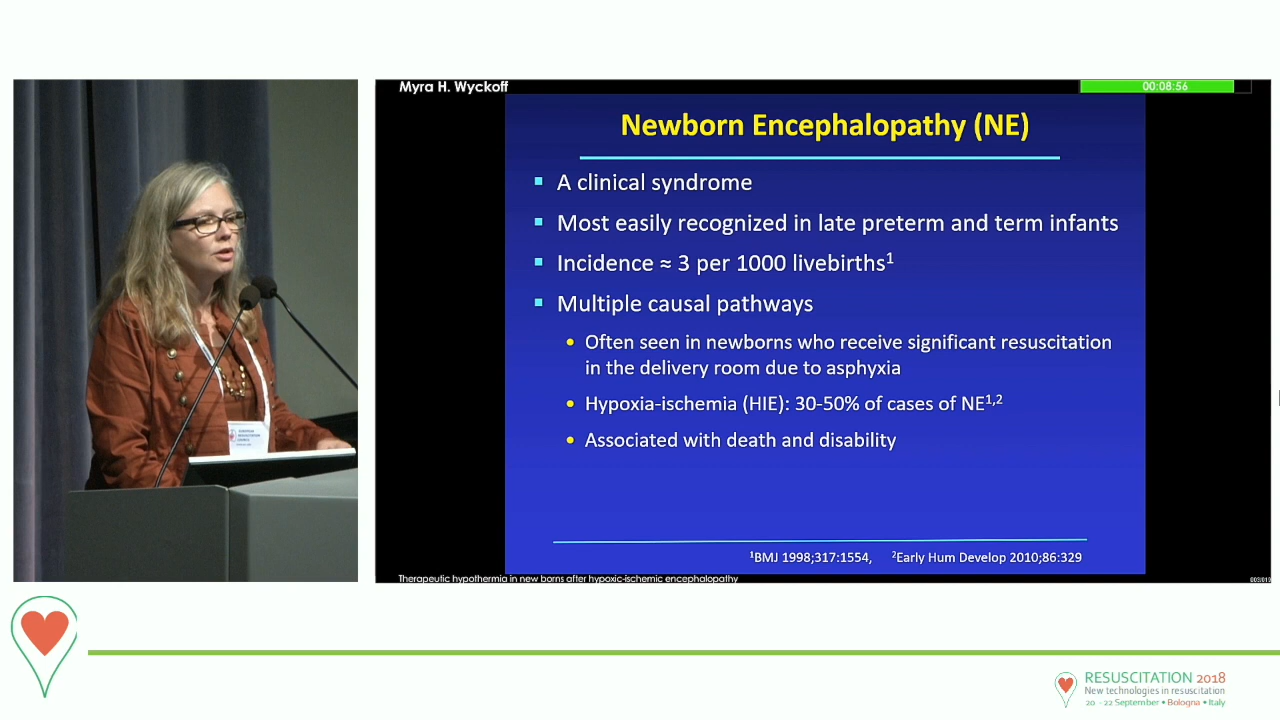 Myra H. Wyckoff
00:08:56
Newborn Encephalopathy (NE)
A clinical syndrome
Most easily recognized in late preterm and term infants
Incidence ≈ 3 per 1000 livebirths¹
Multiple causal pathways
Often seen in newborns who receive significant resuscitation
in the delivery room due to asphyxia
Hypoxia-ischemia (HIE): 30-50% of cases of NE¹,²
Associated with death and disability
¹BMJ 1998;317:1554, ²Early Hum Develop 2010;86:329
Therapeutic hypothermia in new borns after hypoxic-ischemic encephalopathy
EUROPEAN
RESUSCITATION
COUNCIL
RESUSCITATION 2018
New technologies in resuscitation
20 - 22 September • Bologna • Italy